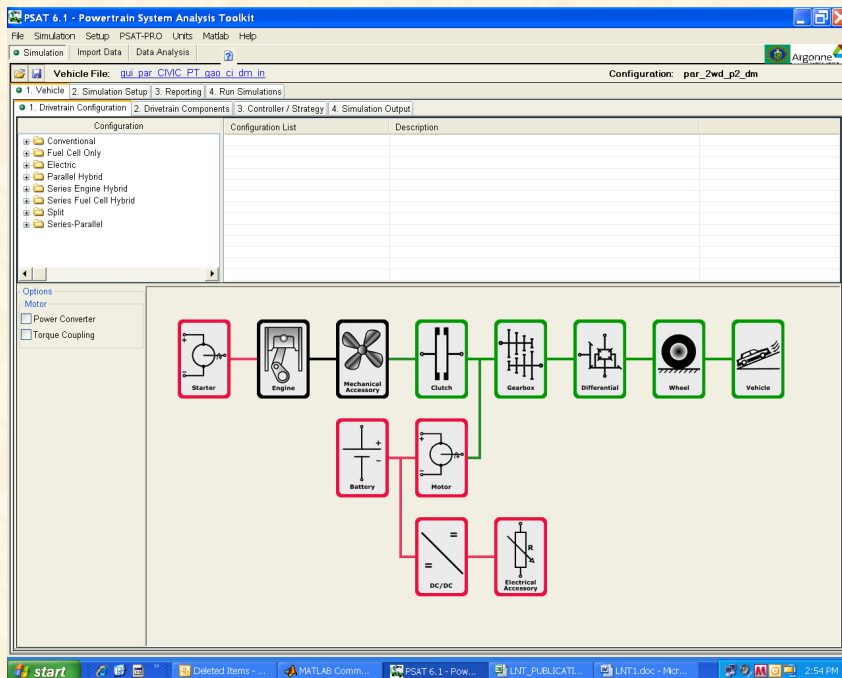 PSAT 6.1 - Powertrain System Analysis Toolkit
File Simulation Setup PSAT-PRO Units Matlab Help
Simulation Import Data Data Analysis
Argonne
Vehicle File: gui_par_CIVIC_PT_gao_ci_dm_in Configuration: par_2wd_p2_dm
1. Vehicle 2. Simulation Setup 3. Reporting 4. Run Simulations
1. Drivetrain Configuration 2. Drivetrain Components 3. Controller / Strategy 4. Simulation Output
Configuration Configuration List Description
Conventional
Fuel Cell Only
Electric
Parallel Hybrid
Series Engine Hybrid
Series Fuel Cell Hybrid
Split
Series-Parallel
Options
Motor
Power Converter
Torque Coupling
Starter Engine Mechanical Accessory Clutch Gearbox Differential Wheel Vehicle
Battery Motor
R
DC/DC Electrical Accessory
start Deleted Items - ... MATLAB Comm... PSAT 6.1 - Pow... LNT_PUBLICATI... LNT1.doc - Micr... 2:54 PM